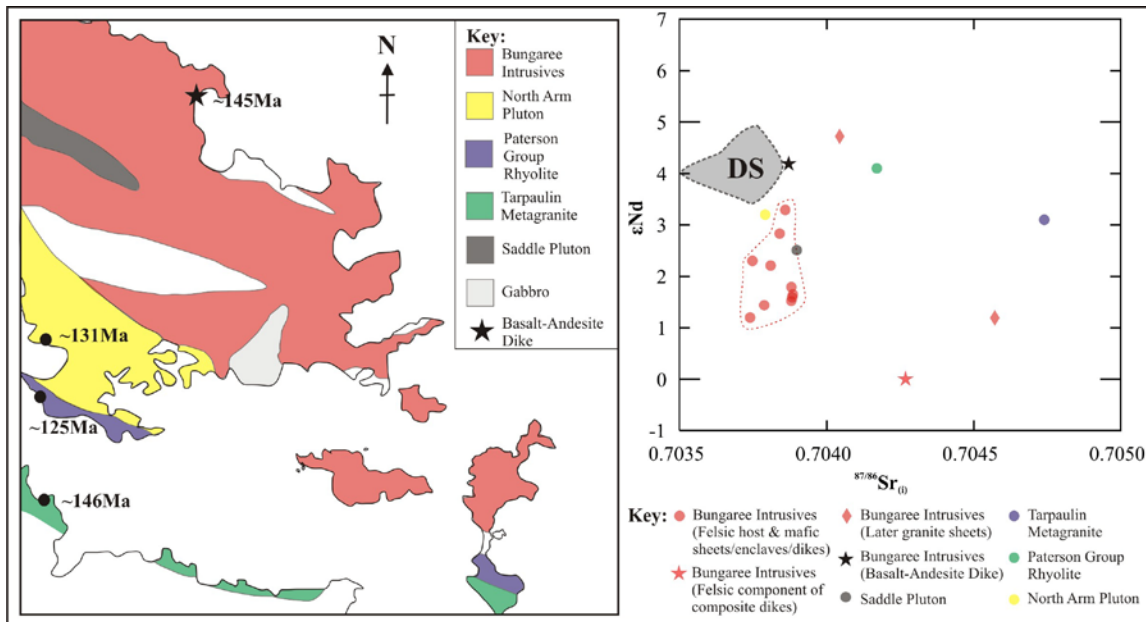 Key:
Bungaree
Intrusives
North Arm
Pluton
Paterson
Group
Rhyolite
Tarpaulin
Metagranite
Saddle Pluton
Gabbro
Basalt-Andesite
Dike
N
~145Ma
~131Ma
~125Ma
~146Ma
7
6
5
4
3
2
1
0
-1
εNd
DS
0.7035
0.7040
0.7045
0.7050
87/86Sr(i)
Key:
Bungaree Intrusives
(Felsic host & mafic
sheets/enclaves/dikes)
Bungaree Intrusives
(Felsic component of
composite dikes)
Bungaree Intrusives
(Later granite sheets)
Bungaree Intrusives
(Basalt-Andesite Dike)
Saddle Pluton
Tarpaulin
Metagranite
Paterson Group
Rhyolite
North Arm Pluton